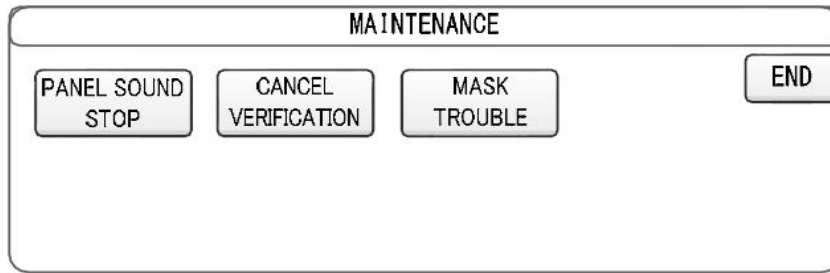 MAINTENANCE
PANEL SOUND
STOP
CANCEL
VERIFICATION
MASK
TROUBLE
END